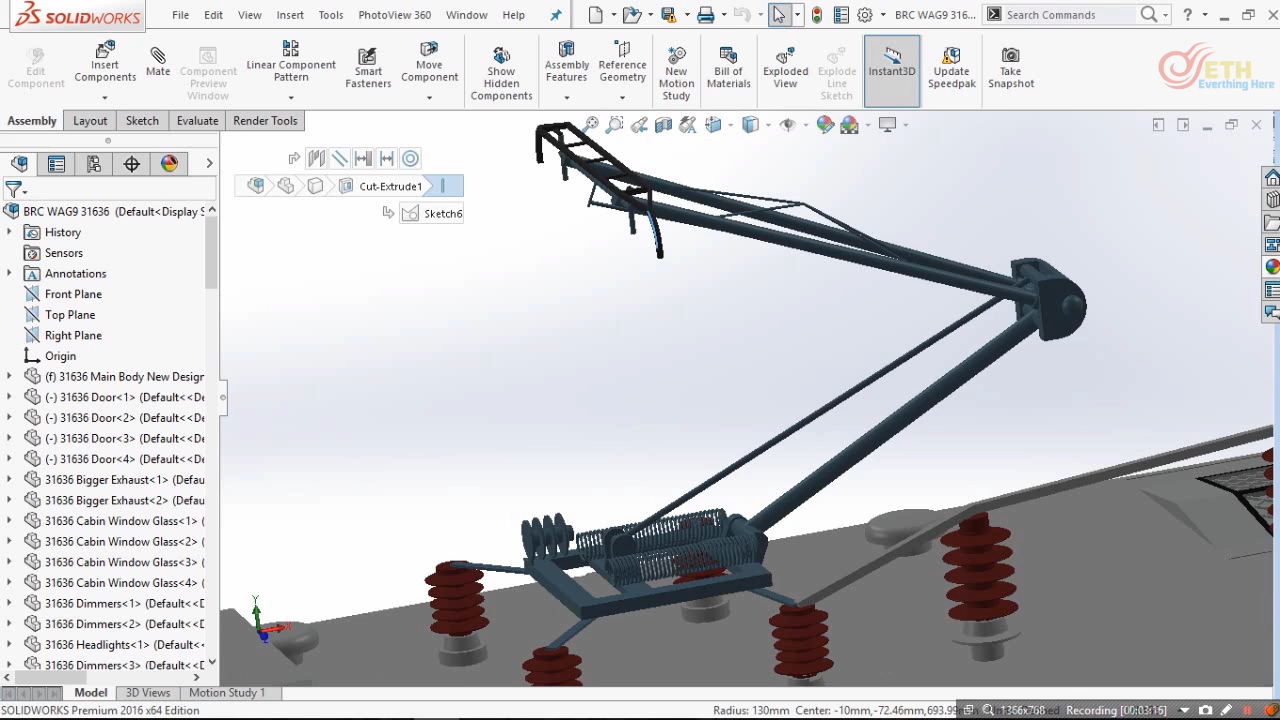 SOLIDWORKS
File Edit View Insert Tools PhotoView 360 Window Help
BRC WAG9 316...
Search Commands
Edit Component
Insert Components
Mate
Component Preview Window
Linear Component Pattern
Smart Fasteners
Move Component
Show Hidden Components
Assembly Features
Reference Geometry
New Motion Study
Bill of Materials
Exploded View
Explode Line Sketch
Instant3D
Update Speedpak
Take Snapshot
ETH
Everthing Here
Assembly Layout Sketch Evaluate Render Tools
Cut-Extrude1
Sketch6
BRC WAG9 31636 (Default<Display S
History
Sensors
Annotations
Front Plane
Top Plane
Right Plane
Origin
(f) 31636 Main Body New Design
(-) 31636 Door<1> (Default<<De
(-) 31636 Door<2> (Default<<De
(-) 31636 Door<3> (Default<<De
(-) 31636 Door<4> (Default<<De
31636 Bigger Exhaust<1> (Defau
31636 Bigger Exhaust<2> (Defau
31636 Cabin Window Glass<1> (
31636 Cabin Window Glass<2> (
31636 Cabin Window Glass<3> (
31636 Cabin Window Glass<4> (
31636 Dimmers<1> (Default<<D
31636 Dimmers<2> (Default<<D
31636 Headlights<1> (Default<<
31636 Dimmers<3> (Default<<D
Y
X
Model 3D Views Motion Study 1
SOLIDWORKS Premium 2016 x64 Edition
Radius: 130mm Center: -10mm,-72.46mm,693.99
1366x768
Recording [00:03:16]